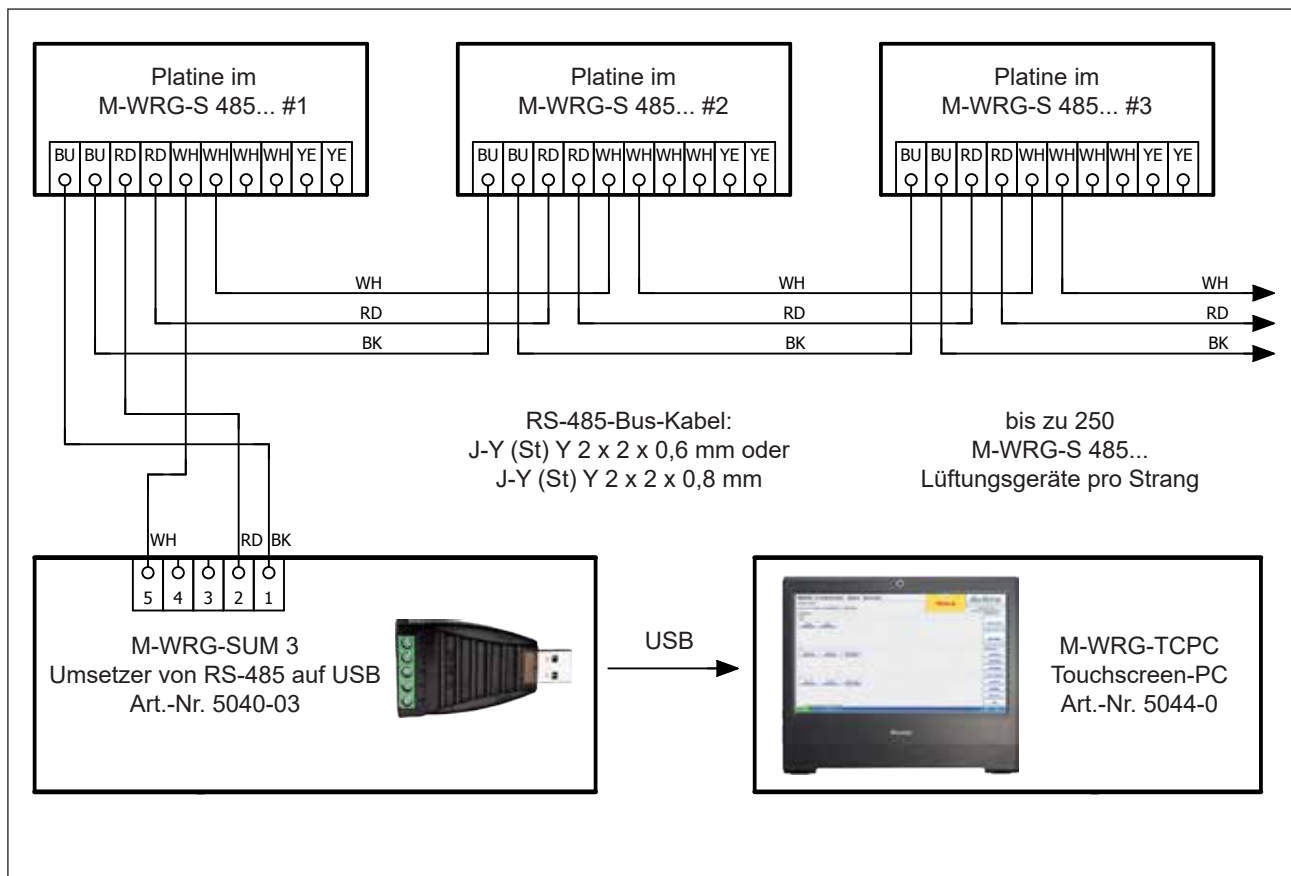 Platine im
M-WRG-S 485... #1
BU BU RD RD WH WH WH WH YE YE
Platine im
M-WRG-S 485... #2
BU BU RD RD WH WH WH WH YE YE
Platine im
M-WRG-S 485... #3
BU BU RD RD WH WH WH WH YE YE
WH WH WH
RD RD RD
BK BK BK
RS-485-Bus-Kabel:
J-Y (St) Y 2 x 2 x 0,6 mm oder
J-Y (St) Y 2 x 2 x 0,8 mm
bis zu 250
M-WRG-S 485...
Lüftungsgeräte pro Strang
WH RD BK
5 4 3 2 1
M-WRG-SUM 3
Umsetzer von RS-485 auf USB
Art.-Nr. 5040-03
USB
M-WRG-TCPC
Touchscreen-PC
Art.-Nr. 5044-0